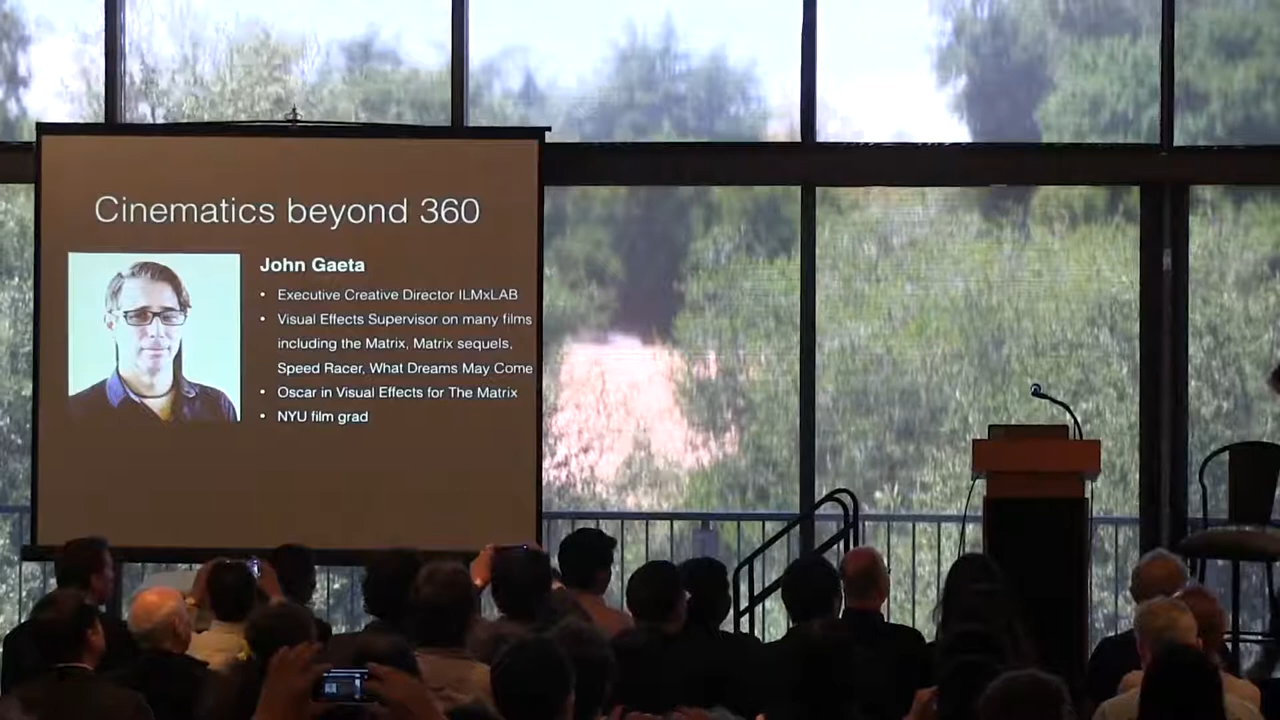 Cinematics beyond 360
John Gaeta
• Executive Creative Director ILMxLAB
• Visual Effects Supervisor on many films
including the Matrix, Matrix sequels,
Speed Racer, What Dreams May Come
• Oscar in Visual Effects for The Matrix
• NYU film grad